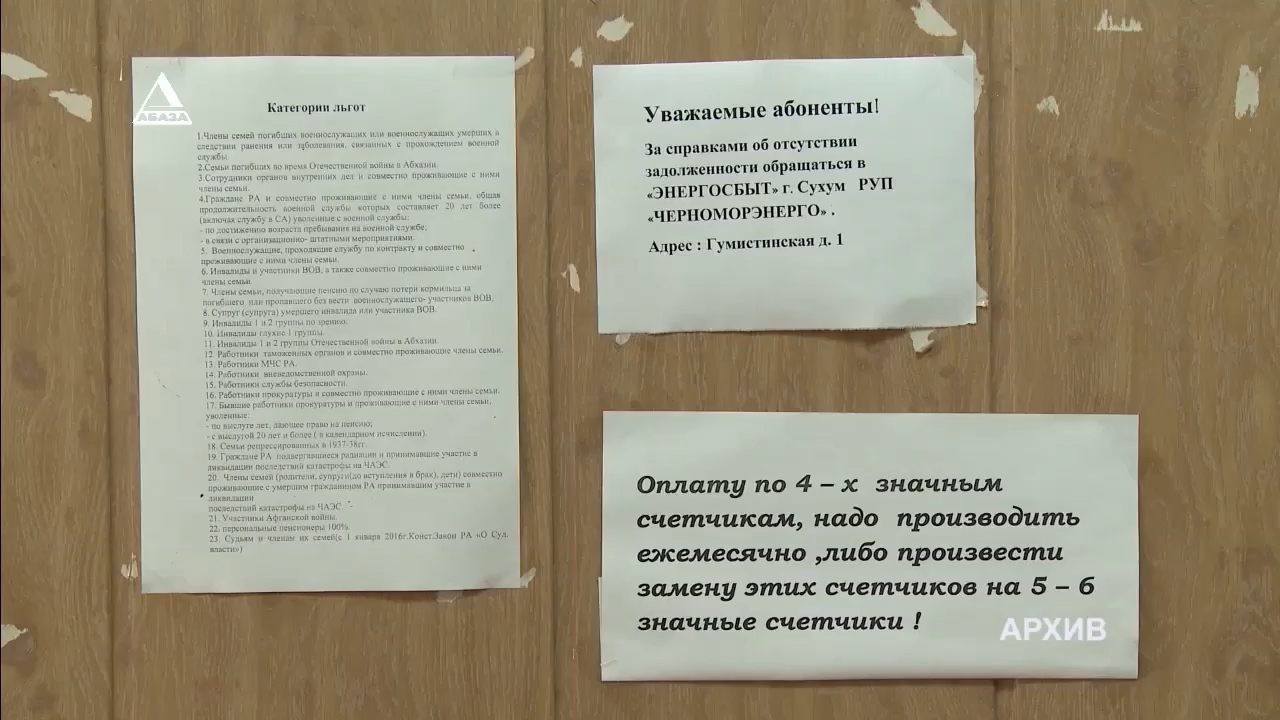 АБАЗА
Категории льгот
1.Члены семей погибших военнослужащих или военнослужащих умерших в
следствии ранения или заболевания, связанных с прохождением военной
службы.
2.Семьи погибших во время Отечественной войны в Абхазии.
3.Сотрудники органов внутренних дел и совместно проживающие с ними
члены семьи.
4.Граждане РА и совместно проживающие с ними члены семьи, общая
продолжительность военной службы которых составляет 20 лет более
(включая службу в СА) уволенные с военной службы:
- по достижению возраста пребывания на военной службе;
- в связи с организационно- штатными мероприятиями.
5. Военнослужащие, проходящие службу по контракту и совместно
проживающие с ними члены семьи.
6. Инвалиды и участники ВОВ, а также совместно проживающие с ними
члены семьи.
7. Члены семьи, получающие пенсию по случаю потери кормильца за
погибшего или пропавшего без вести военнослужащего- участников ВОВ.
8. Супруг (супруга) умершего инвалида или участника ВОВ.
9. Инвалиды 1 и 2 группы по зрению.
10. Инвалиды глухие 1 группы.
11. Инвалиды 1 и 2 группы Отечественной войны в Абхазии.
12. Работники таможенных органов и совместно проживающие члены семьи.
13. Работники МЧС РА.
14. Работники вневедомственной охраны.
15. Работники службы безопасности.
16. Работники прокуратуры и совместно проживающие с ними члены семьи.
17. Бывшие работники прокуратуры и проживающие с ними члены семьи,
уволенные:
- по выслуге лет, дающее право на пенсию;
- с выслугой 20 лет и более ( в календарном исчислении).
18. Семьи репрессированных в 1937-38гг.
19. Граждане РА подвергавшиеся радиации и принимавшие участие в
ликвидации последствий катастрофы на ЧАЭС.
20. Члены семьи (родители, супруги(до вступления в брак), дети) совместно
проживающие с умершим гражданином РА принимавшим участие в
ликвидации
последствий катастрофы на ЧАЭС.
21. Участники Афганской войны.
22. персональные пенсионеры 100%.
23. Судьям и членам их семей(с 1 января 2016г.Конст.Закон РА «О Суд.
власти»)
Уважаемые абоненты!
За справками об отсутствии
задолженности обращаться в
«ЭНЕРГОСБЫТ» г. Сухум РУП
«ЧЕРНОМОРЭНЕРГО» .
Адрес : Гумистинская д. 1
Оплату по 4 – х значным
счетчикам, надо производить
ежемесячно ,либо произвести
замену этих счетчиков на 5 – 6
значные счетчики !
АРХИВ